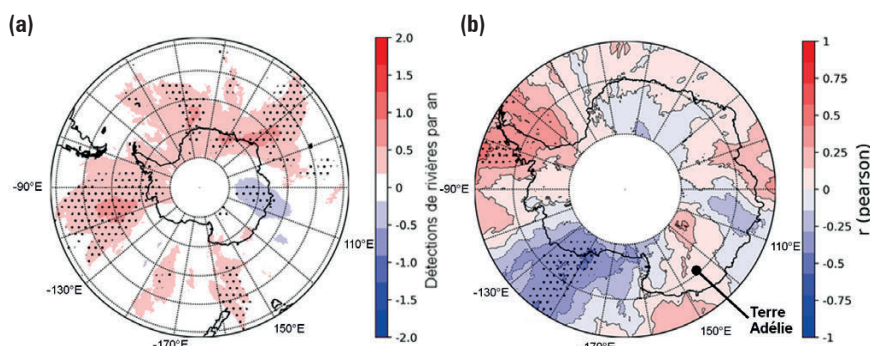 (a)
2.0
1.5
1.0
0.5
0
-0.5
-1.0
-1.5
-2.0
Détections de rivières par an
-90°E
-130°E
-170°E
150°E
110°E
(b)
1
0.75
0.5
0.25
0
-0.25
-0.5
-0.75
-1
r (pearson)
-90°E
-130°E
-170°E
150°E
110°E
Terre
Adélie